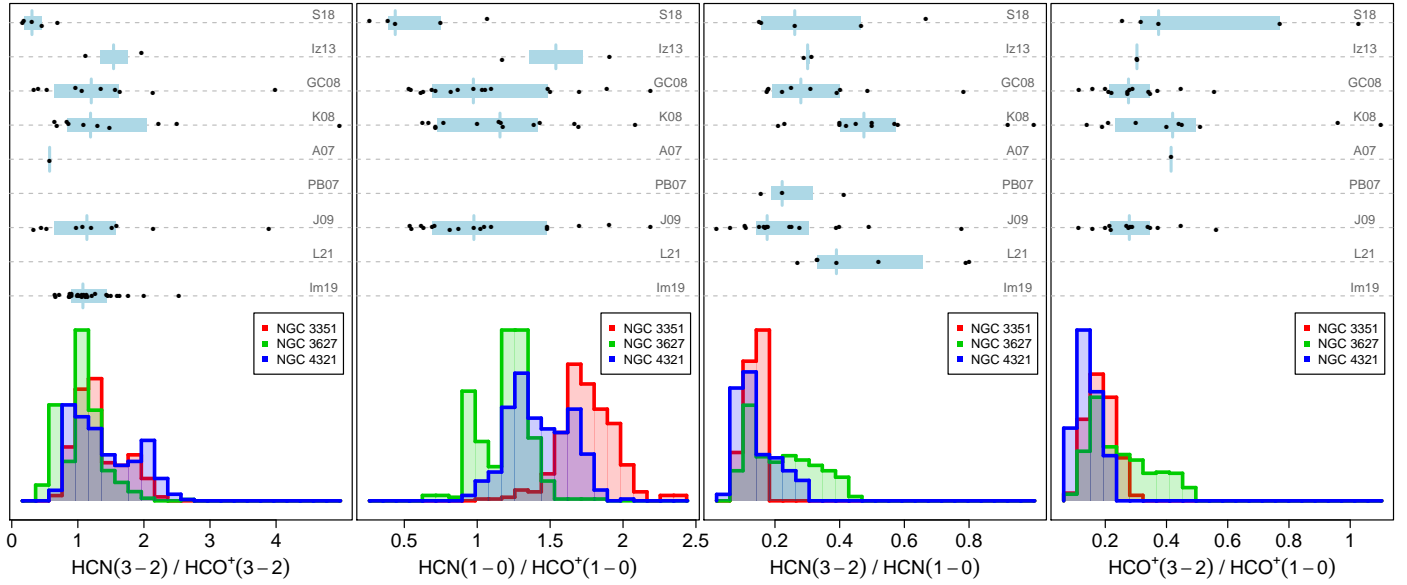 S18
Iz13
GC08
K08
A07
PB07
J09
L21
Im19
NGC 3351
NGC 3627
NGC 4321
0 1 2 3 4
HCN(3−2) / HCO⁺(3−2)
S18
Iz13
GC08
K08
A07
PB07
J09
L21
Im19
NGC 3351
NGC 3627
NGC 4321
0.5 1 1.5 2 2.5
HCN(1−0) / HCO⁺(1−0)
S18
Iz13
GC08
K08
A07
PB07
J09
L21
Im19
NGC 3351
NGC 3627
NGC 4321
0.2 0.4 0.6 0.8
HCN(3−2) / HCN(1−0)
S18
Iz13
GC08
K08
A07
PB07
J09
L21
Im19
NGC 3351
NGC 3627
NGC 4321
0.2 0.4 0.6 0.8 1
HCO⁺(3−2) / HCO⁺(1−0)